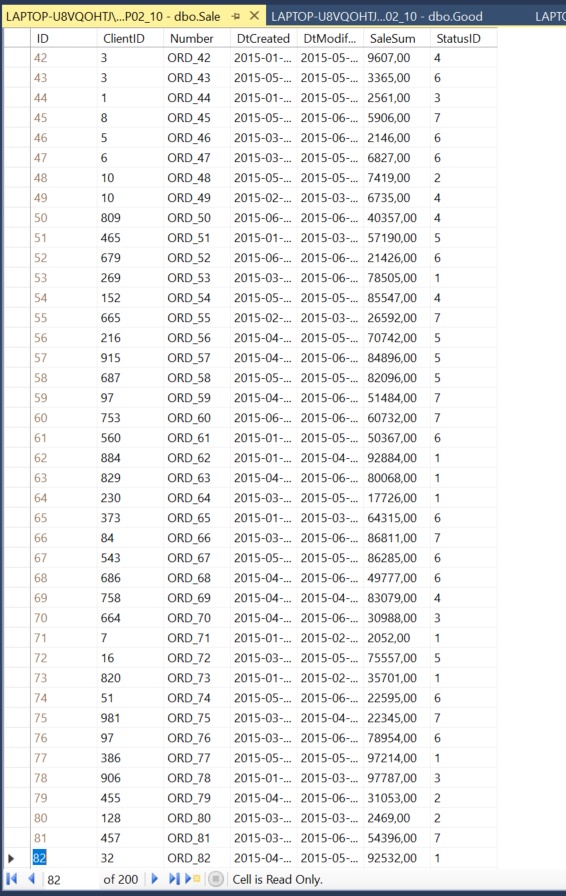 LAPTOP-U8VQOHTJ\...P02_10 - dbo.Sale LAPTOP-U8VQOHTJ...02_10 - dbo.Good LAPTO
ID ClientID Number DtCreated DtModif... SaleSum StatusID
42 3 ORD_42 2015-01-... 2015-05-... 9607,00 4
43 3 ORD_43 2015-05-... 2015-05-... 3365,00 6
44 1 ORD_44 2015-01-... 2015-05-... 2561,00 3
45 8 ORD_45 2015-05-... 2015-06-... 5906,00 7
46 5 ORD_46 2015-03-... 2015-06-... 2146,00 6
47 6 ORD_47 2015-03-... 2015-05-... 6827,00 6
48 10 ORD_48 2015-05-... 2015-05-... 7419,00 2
49 10 ORD_49 2015-02-... 2015-03-... 6735,00 4
50 809 ORD_50 2015-06-... 2015-06-... 40357,00 4
51 465 ORD_51 2015-01-... 2015-03-... 57190,00 5
52 679 ORD_52 2015-06-... 2015-06-... 21426,00 6
53 269 ORD_53 2015-03-... 2015-06-... 78505,00 1
54 152 ORD_54 2015-05-... 2015-05-... 85547,00 4
55 665 ORD_55 2015-02-... 2015-03-... 26592,00 7
56 216 ORD_56 2015-04-... 2015-05-... 70742,00 5
57 915 ORD_57 2015-04-... 2015-06-... 84896,00 5
58 687 ORD_58 2015-05-... 2015-05-... 82096,00 5
59 97 ORD_59 2015-04-... 2015-06-... 51484,00 7
60 753 ORD_60 2015-06-... 2015-06-... 60732,00 7
61 560 ORD_61 2015-01-... 2015-05-... 50367,00 6
62 884 ORD_62 2015-01-... 2015-04-... 92884,00 1
63 829 ORD_63 2015-04-... 2015-06-... 80068,00 1
64 230 ORD_64 2015-03-... 2015-05-... 17726,00 1
65 373 ORD_65 2015-01-... 2015-03-... 64315,00 6
66 84 ORD_66 2015-03-... 2015-06-... 86811,00 7
67 543 ORD_67 2015-05-... 2015-05-... 86285,00 6
68 686 ORD_68 2015-04-... 2015-06-... 49777,00 6
69 758 ORD_69 2015-04-... 2015-05-... 83079,00 4
70 664 ORD_70 2015-04-... 2015-06-... 30988,00 3
71 7 ORD_71 2015-01-... 2015-02-... 2052,00 1
72 16 ORD_72 2015-03-... 2015-05-... 75557,00 5
73 820 ORD_73 2015-01-... 2015-02-... 35701,00 1
74 51 ORD_74 2015-05-... 2015-06-... 22595,00 6
75 981 ORD_75 2015-03-... 2015-04-... 22345,00 7
76 97 ORD_76 2015-03-... 2015-06-... 78954,00 6
77 386 ORD_77 2015-05-... 2015-05-... 97214,00 1
78 906 ORD_78 2015-01-... 2015-03-... 97787,00 3
79 455 ORD_79 2015-04-... 2015-06-... 31053,00 2
80 128 ORD_80 2015-03-... 2015-03-... 2469,00 2
81 457 ORD_81 2015-03-... 2015-06-... 54396,00 7
82 32 ORD_82 2015-04-... 2015-05-... 92532,00 1
82 of 200 Cell is Read Only.